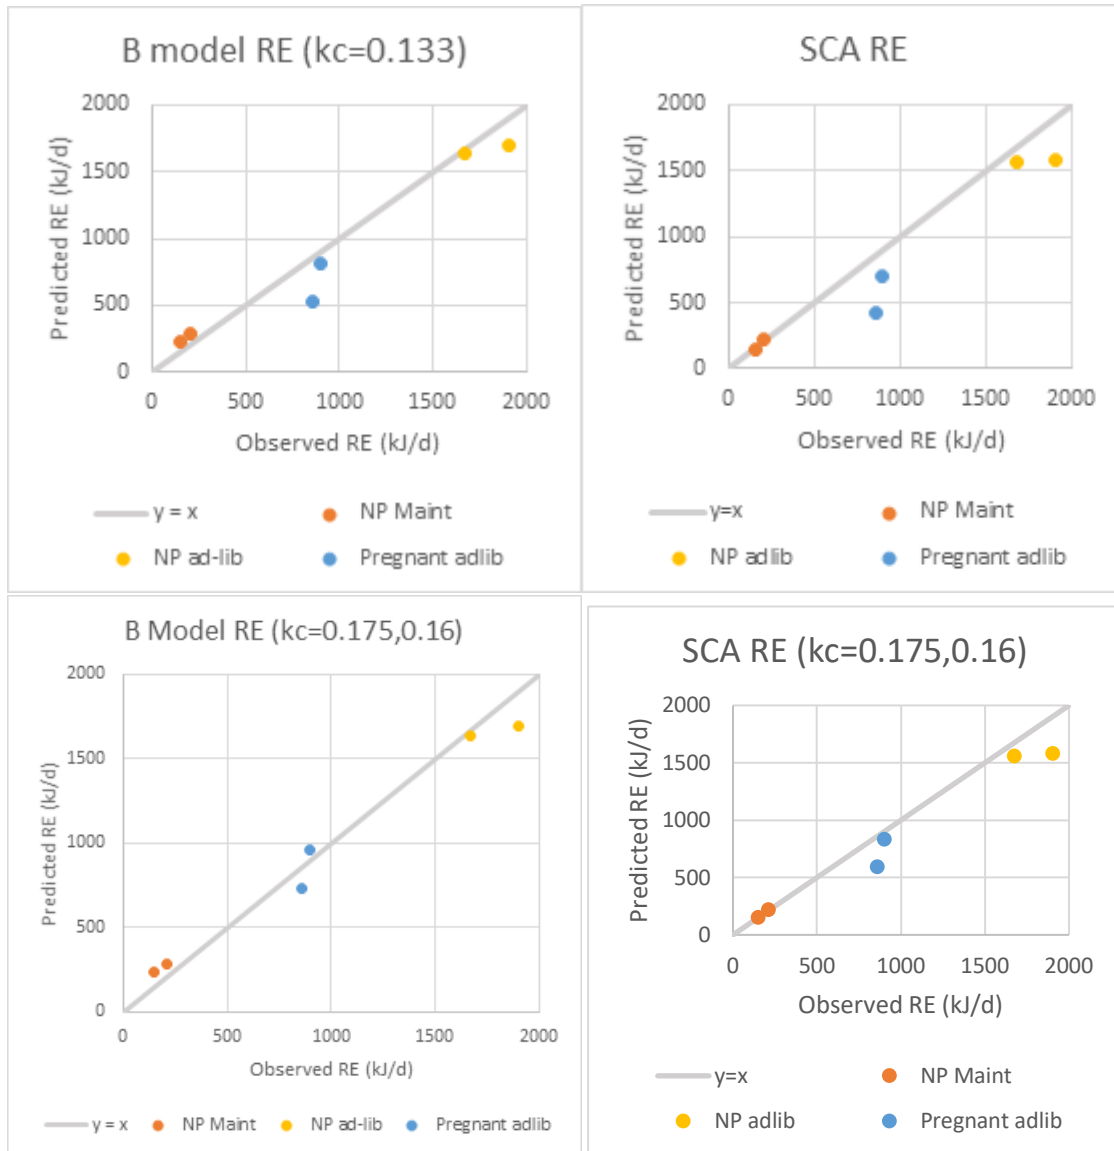 B model RE (kc=0.133)
Predicted RE (kJ/d)
2000
1500
1000
500
0
0 500 1000 1500 2000
Observed RE (kJ/d)
y = x NP Maint
NP ad-lib Pregnant adlib
SCA RE
Predicted RE (kJ/d)
2000
1500
1000
500
0
0 500 1000 1500 2000
Observed RE (kJ/d)
y=x NP Maint
NP adlib Pregnant adlib
B Model RE (kc=0.175,0.16)
Predicted RE (kJ/d)
2000
1500
1000
500
0
0 500 1000 1500 2000
Observed RE (kJ/d)
y = x NP Maint NP ad-lib Pregnant adlib
SCA RE (kc=0.175,0.16)
Predicted RE (kJ/d)
2000
1500
1000
500
0
0 500 1000 1500 2000
Observed RE (kJ/d)
y=x NP Maint
NP adlib Pregnant adlib